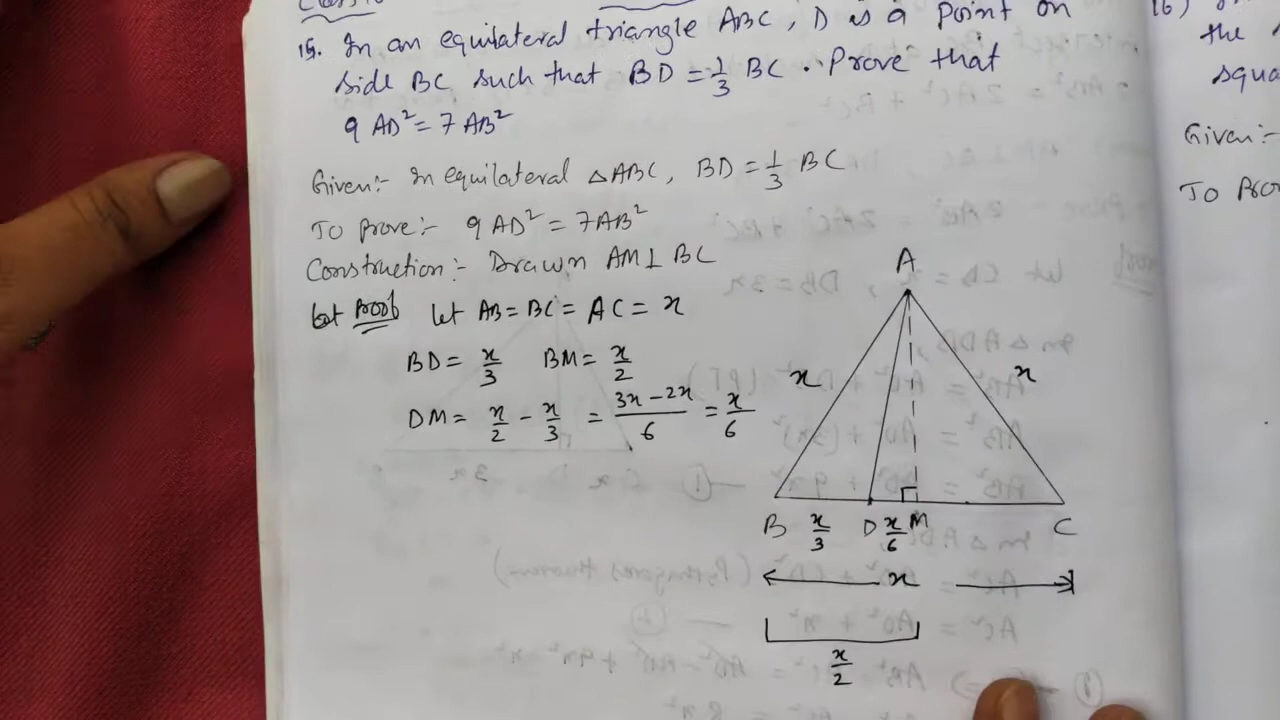 15. In an equilateral triangle ABC, D is a point on
side BC such that BD = 1/3 BC. Prove that
9 AD² = 7 AB²
Given:- In equilateral △ABC, BD = 1/3 BC
To prove:- 9 AD² = 7AB²
Construction:- Drawn AM⊥ BC
Proof Let AB = BC = AC = x
BD = x/3 BM = x/2
DM = x/2 - x/3 = 3x - 2x/6 = x/6
A
x x
B x/3 D x/6 M C
x
x/2
16)
the
Given:-
To